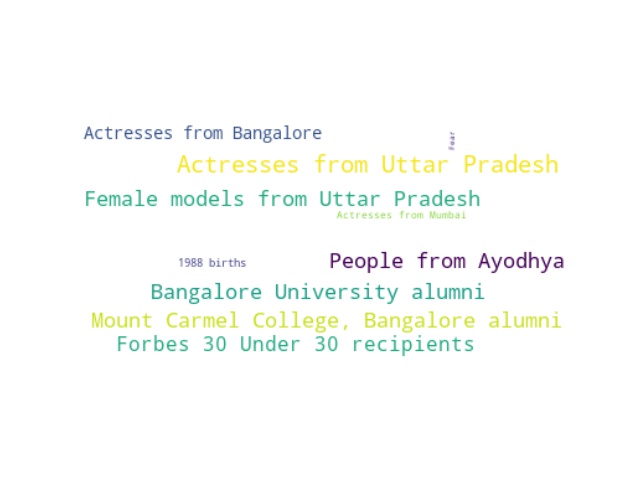 Actresses from Bangalore
Fear
Actresses from Uttar Pradesh
Female models from Uttar Pradesh
Actresses from Mumbai
1988 births
People from Ayodhya
Bangalore University alumni
Mount Carmel College, Bangalore alumni
Forbes 30 Under 30 recipients